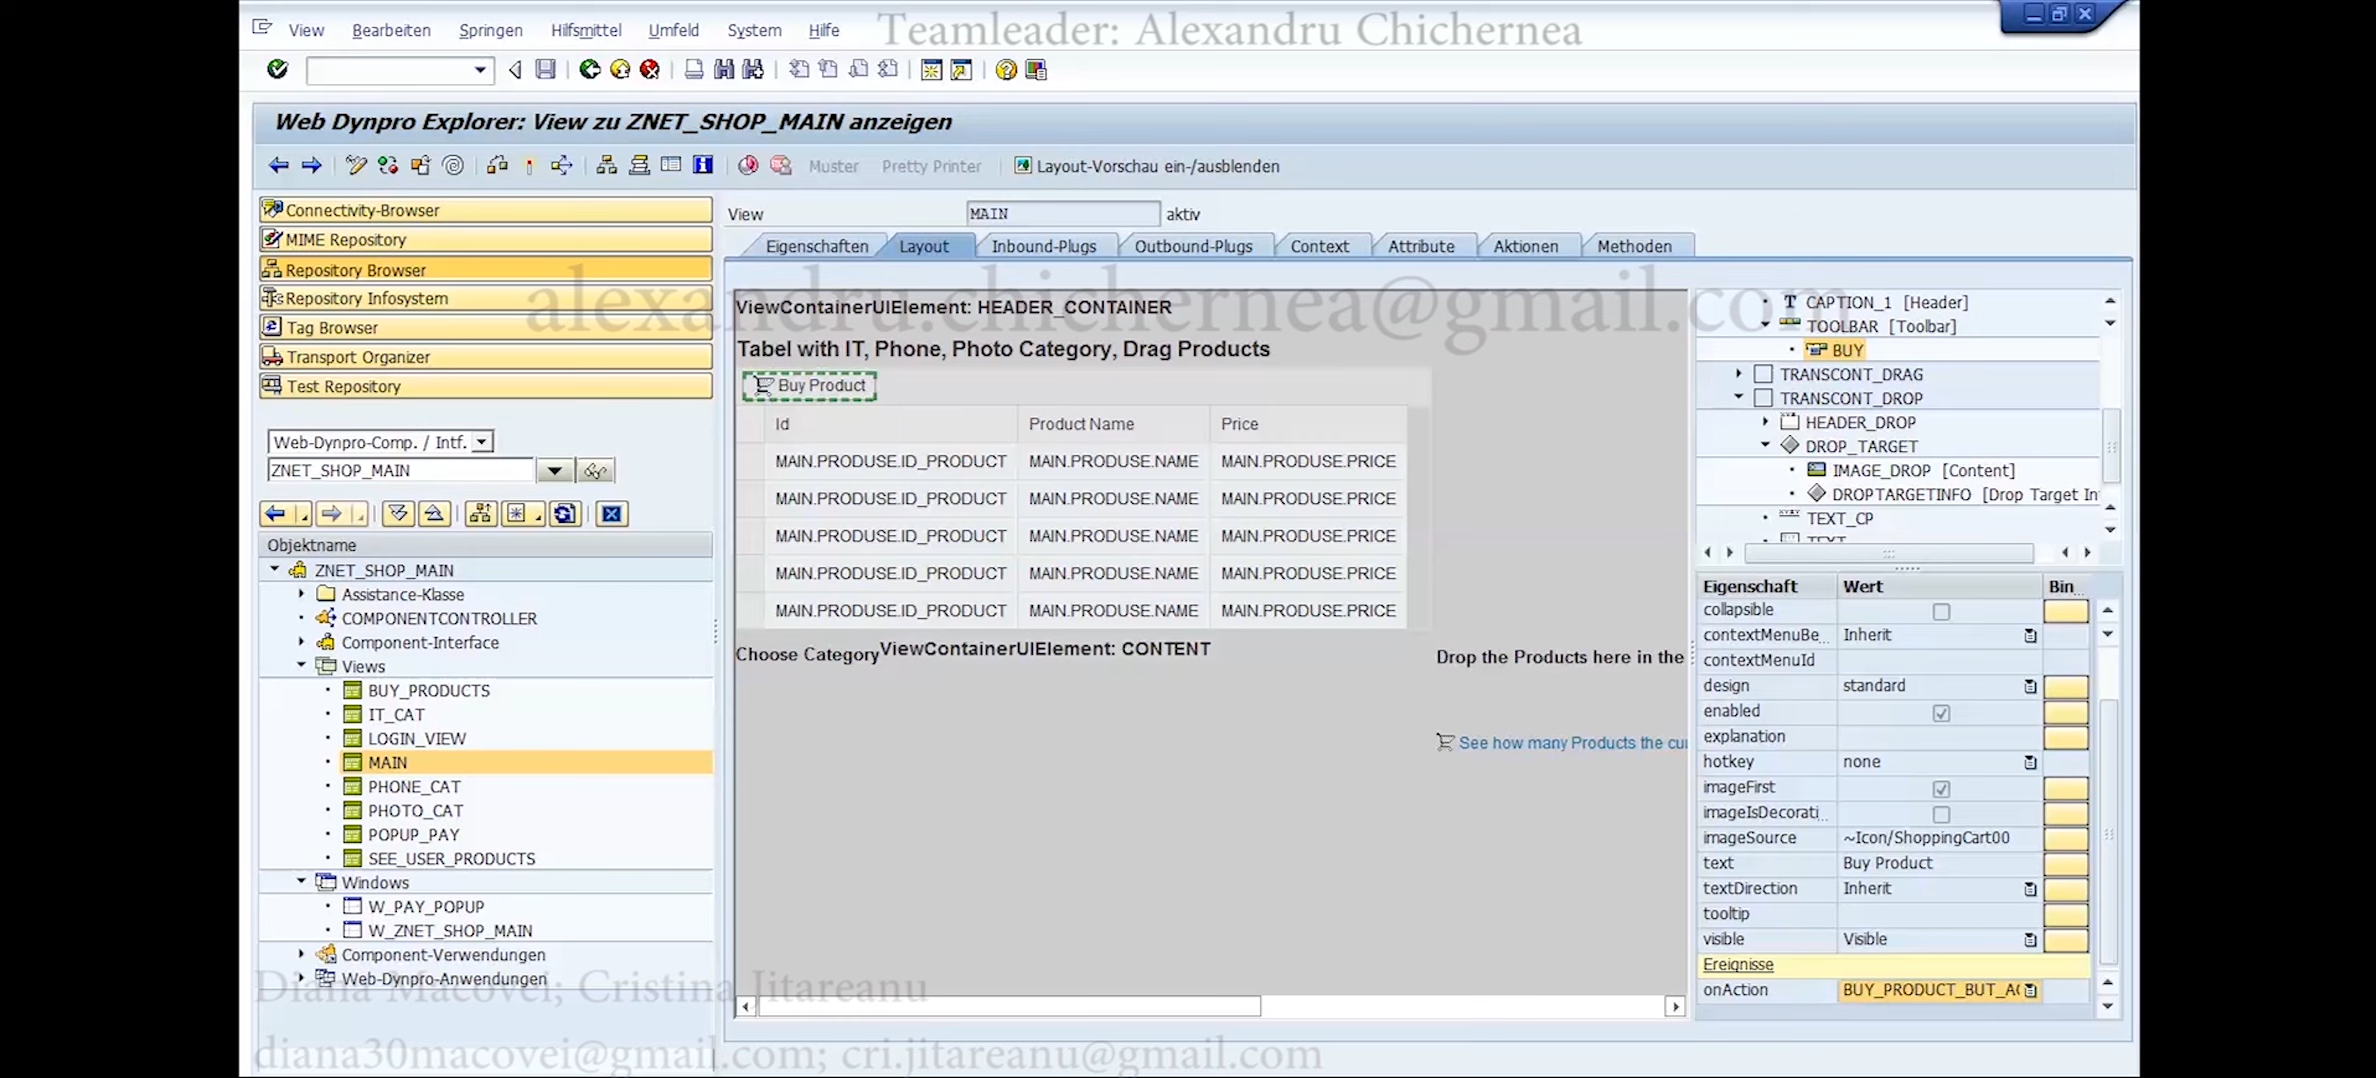 View Bearbeiten Springen Hilfsmittel Umfeld System Hilfe
Teamleader: Alexandru Chichernea
Web Dynpro Explorer: View zu ZNET_SHOP_MAIN anzeigen
Muster Pretty Printer Layout-Vorschau ein-/ausblenden
Connectivity-Browser
MIME Repository
Repository Browser
Repository Infosystem
Tag Browser
Transport Organizer
Test Repository
Web-Dynpro-Comp. / Intf.
ZNET_SHOP_MAIN
Objektname
ZNET_SHOP_MAIN
Assistance-Klasse
COMPONENTCONTROLLER
Component-Interface
Views
BUY_PRODUCTS
IT_CAT
LOGIN_VIEW
MAIN
PHONE_CAT
PHOTO_CAT
POPUP_PAY
SEE_USER_PRODUCTS
Windows
W_PAY_POPUP
W_ZNET_SHOP_MAIN
Component-Verwendungen
Web-Dynpro-Anwendungen
View MAIN aktiv
Eigenschaften Layout Inbound-Plugs Outbound-Plugs Context Attribute Aktionen Methoden
alexandru.chichernea@gmail.com
ViewContainerUIElement: HEADER_CONTAINER
Tabel with IT, Phone, Photo Category, Drag Products
Buy Product
Id Product Name Price
MAIN.PRODUSE.ID_PRODUCT MAIN.PRODUSE.NAME MAIN.PRODUSE.PRICE
MAIN.PRODUSE.ID_PRODUCT MAIN.PRODUSE.NAME MAIN.PRODUSE.PRICE
MAIN.PRODUSE.ID_PRODUCT MAIN.PRODUSE.NAME MAIN.PRODUSE.PRICE
MAIN.PRODUSE.ID_PRODUCT MAIN.PRODUSE.NAME MAIN.PRODUSE.PRICE
MAIN.PRODUSE.ID_PRODUCT MAIN.PRODUSE.NAME MAIN.PRODUSE.PRICE
Choose Category ViewContainerUIElement: CONTENT
Drop the Products here in the
See how many Products the cu
CAPTION_1 [Header]
TOOLBAR [Toolbar]
BUY
TRANSCONT_DRAG
TRANSCONT_DROP
HEADER_DROP
DROP_TARGET
IMAGE_DROP [Content]
DROPTARGETINFO [Drop Target In
TEXT_CP
TEXT
Eigenschaft Wert Bin...
collapsible
contextMenuBe... Inherit
contextMenuId
design standard
enabled
explanation
hotkey none
imageFirst
imageIsDecorati...
imageSource ~Icon/ShoppingCart00
text Buy Product
textDirection Inherit
tooltip
visible Visible
Ereignisse
onAction BUY_PRODUCT_BUT_A
Diana Macovei; Cristina Jitareanu
diana30macovei@gmail.com; cri.jitareanu@gmail.com